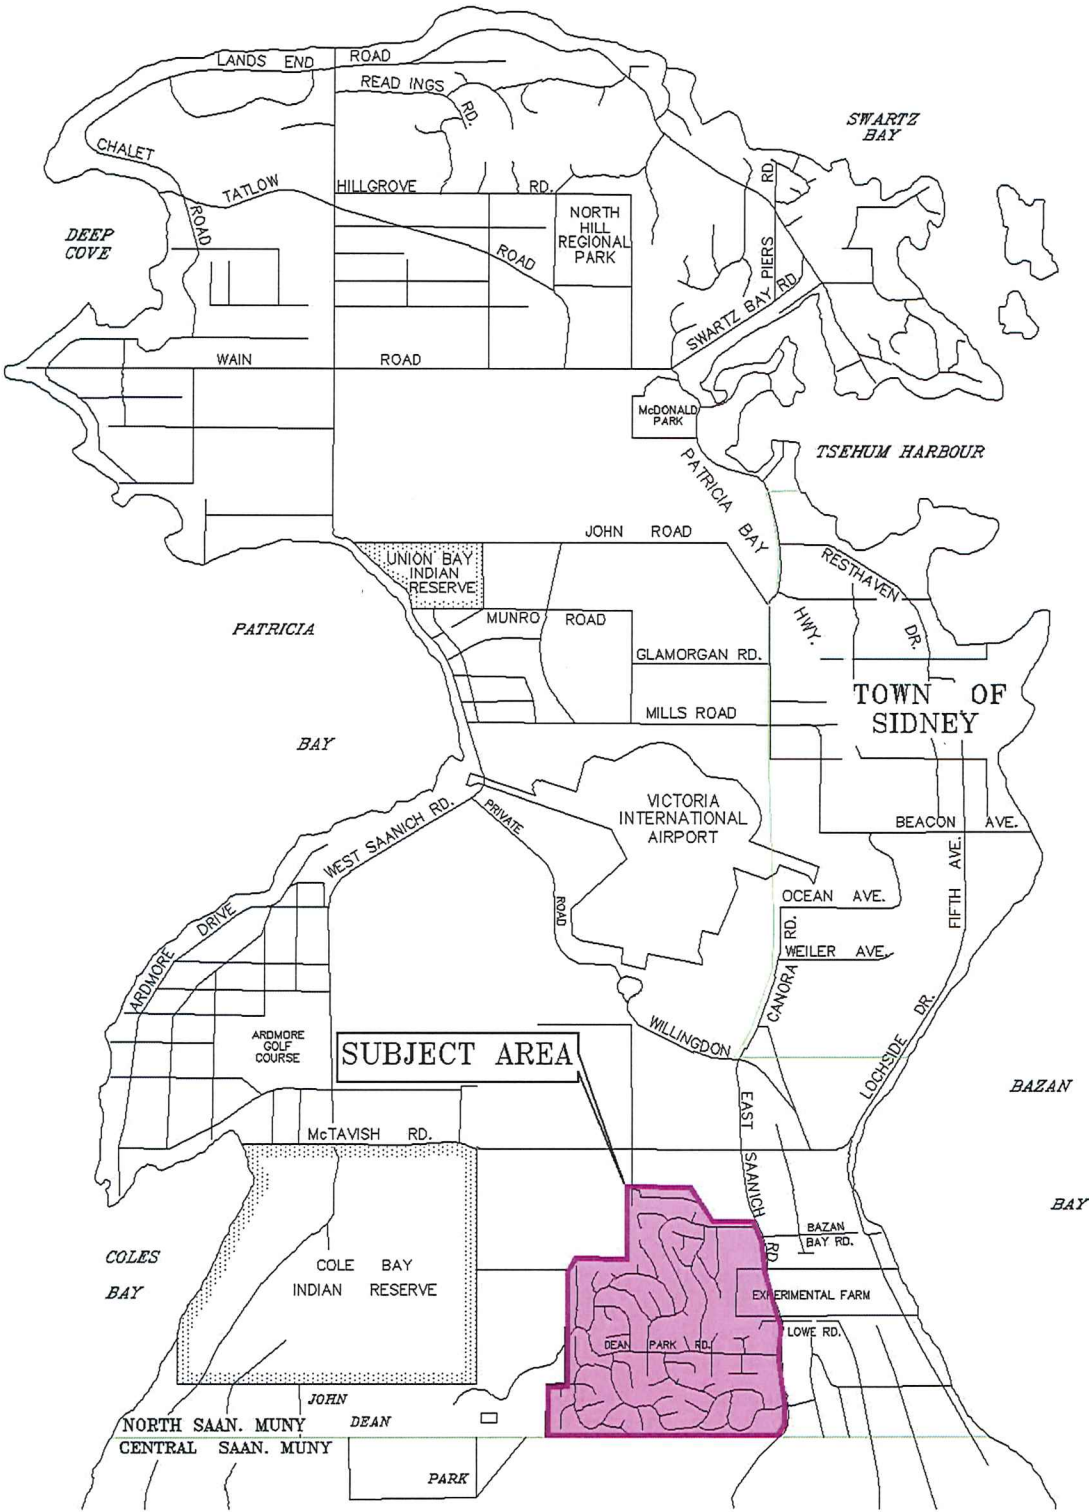 LANDS END ROAD
READ INGS
RD.
SWARTZ
BAY
CHALET
ROAD
TATLOW
HILLGROVE RD.
RD.
PIERS
NORTH
HILL
REGIONAL
PARK
DEEP
COVE
ROAD
SWARTZ BAY RD.
WAIN ROAD
McDONALD
PARK
TSEHUM HARBOUR
PATRICIA BAY
HWY.
JOHN ROAD
UNION BAY
INDIAN
RESERVE
RESTHAVEN
DR.
PATRICIA
BAY
MUNRO ROAD
GLAMORGAN RD.
TOWN OF
SIDNEY
MILLS ROAD
VICTORIA
INTERNATIONAL
AIRPORT
WEST SAANICH RD.
PRIVATE
ROAD
BEACON AVE.
FIFTH AVE.
OCEAN AVE.
WEILER AVE.
CANORA RD.
ARDMORE DRIVE
LOCHSIDE DR.
WILLINGDON
ARDMORE
GOLF
COURSE
SUBJECT AREA
BAZAN
BAY
EAST SAANICH RD
McTAVISH RD.
BAZAN
BAY RD.
COLES
BAY
COLE BAY
INDIAN RESERVE
EXPERIMENTAL FARM
LOWE RD.
DEAN PARK RD.
JOHN
DEAN
PARK
NORTH SAAN. MUNY
CENTRAL SAAN. MUNY